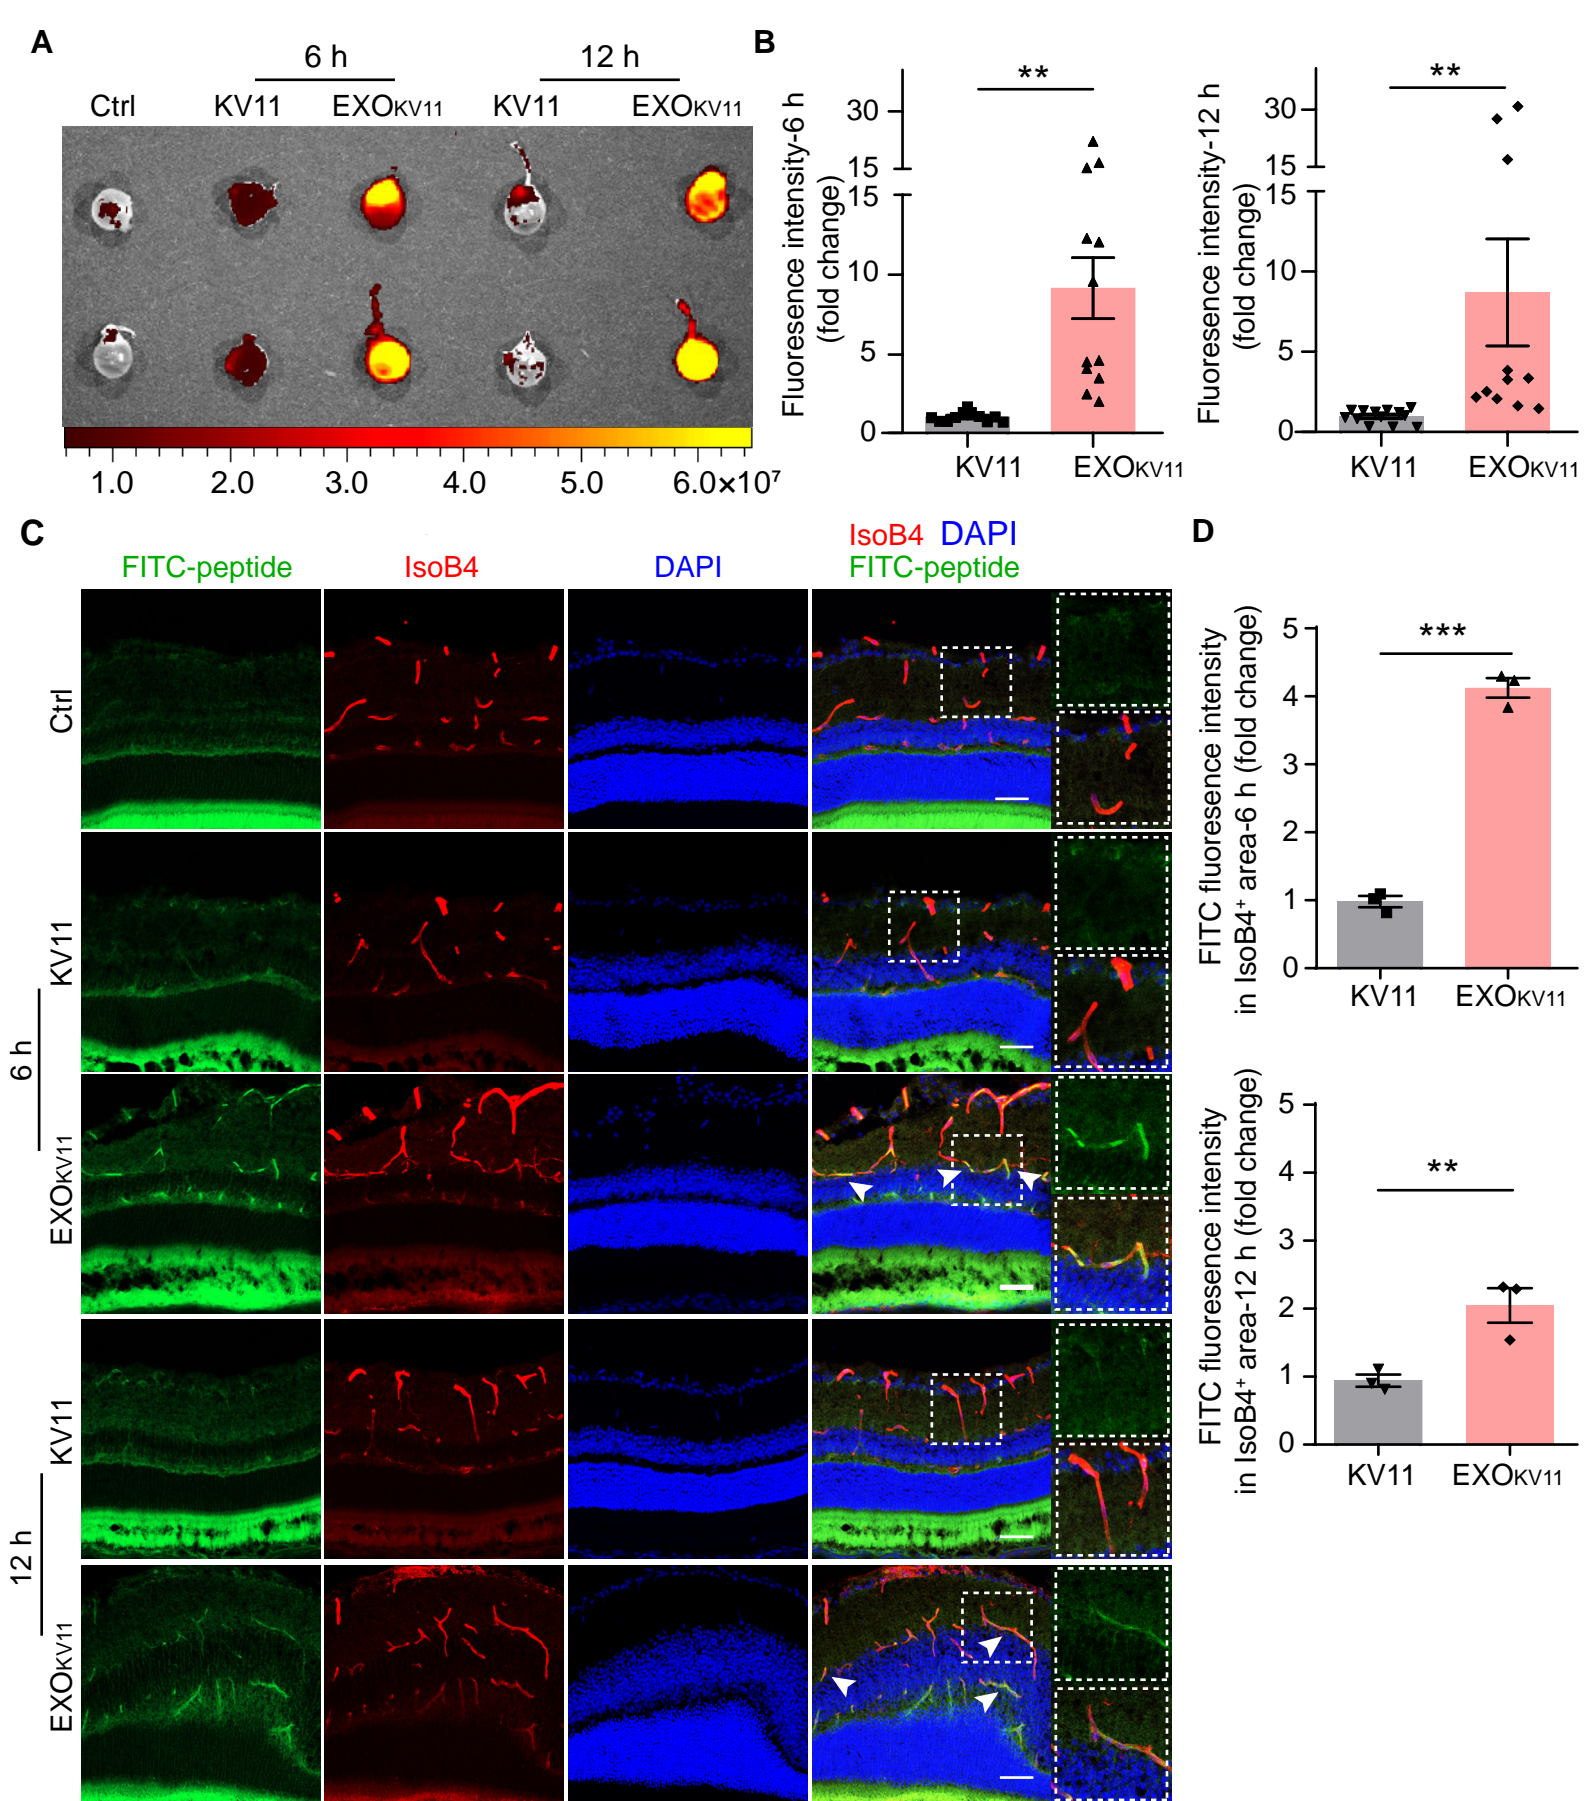 A
6 h
12 h
Ctrl
KV11
EXOKV11
KV11
EXOKV11
1.0
2.0
3.0
4.0
5.0
6.0×10⁷
B
Fluoresence intensity-6 h
(fold change)
30
15
15
10
5
0
**
KV11
EXOKV11
Fluoresence intensity-12 h
(fold change)
30
15
15
10
5
0
**
KV11
EXOKV11
C
FITC-peptide
IsoB4
DAPI
IsoB4 DAPI
FITC-peptide
Ctrl
6 h
KV11
EXOKV11
12 h
KV11
EXOKV11
D
FITC fluoresence intensity
in IsoB4⁺ area-6 h (fold change)
5
4
3
2
1
0
***
KV11
EXOKV11
FITC fluoresence intensity
in IsoB4⁺ area-12 h (fold change)
5
4
3
2
1
0
**
KV11
EXOKV11